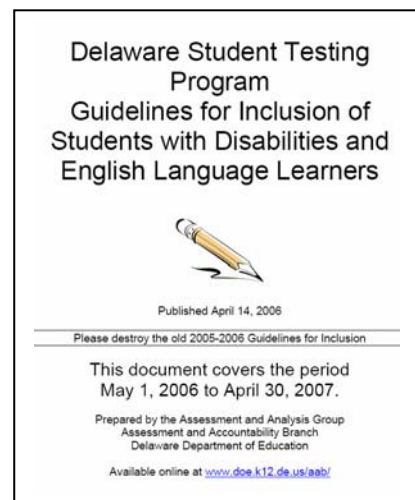 Delaware Student Testing
Program
Guidelines for Inclusion of
Students with Disabilities and
English Language Learners
Published April 14, 2006
Please destroy the old 2005-2006 Guidelines for Inclusion
This document covers the period
May 1, 2006 to April 30, 2007.
Prepared by the Assessment and Analysis Group
Assessment and Accountability Branch
Delaware Department of Education
Available online at www.doe.k12.de.us/aab/